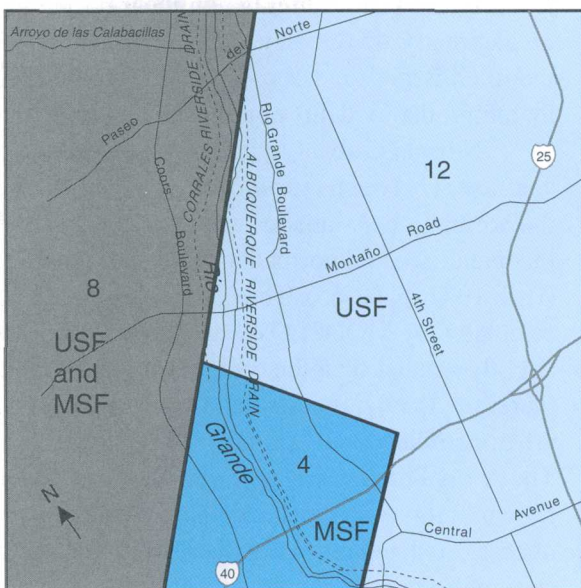 Arroyo de las Calabacillas
Paseo del Norte
CORRALES RIVERSIDE DRAIN
Coors Boulevard
Rio Grande Boulevard
ALBUQUERQUE RIVERSIDE DRAIN
12
25
Montaño Road
4th Street
USF
8
USF
and
MSF
Rio Grande
4
MSF
N
40
Central Avenue